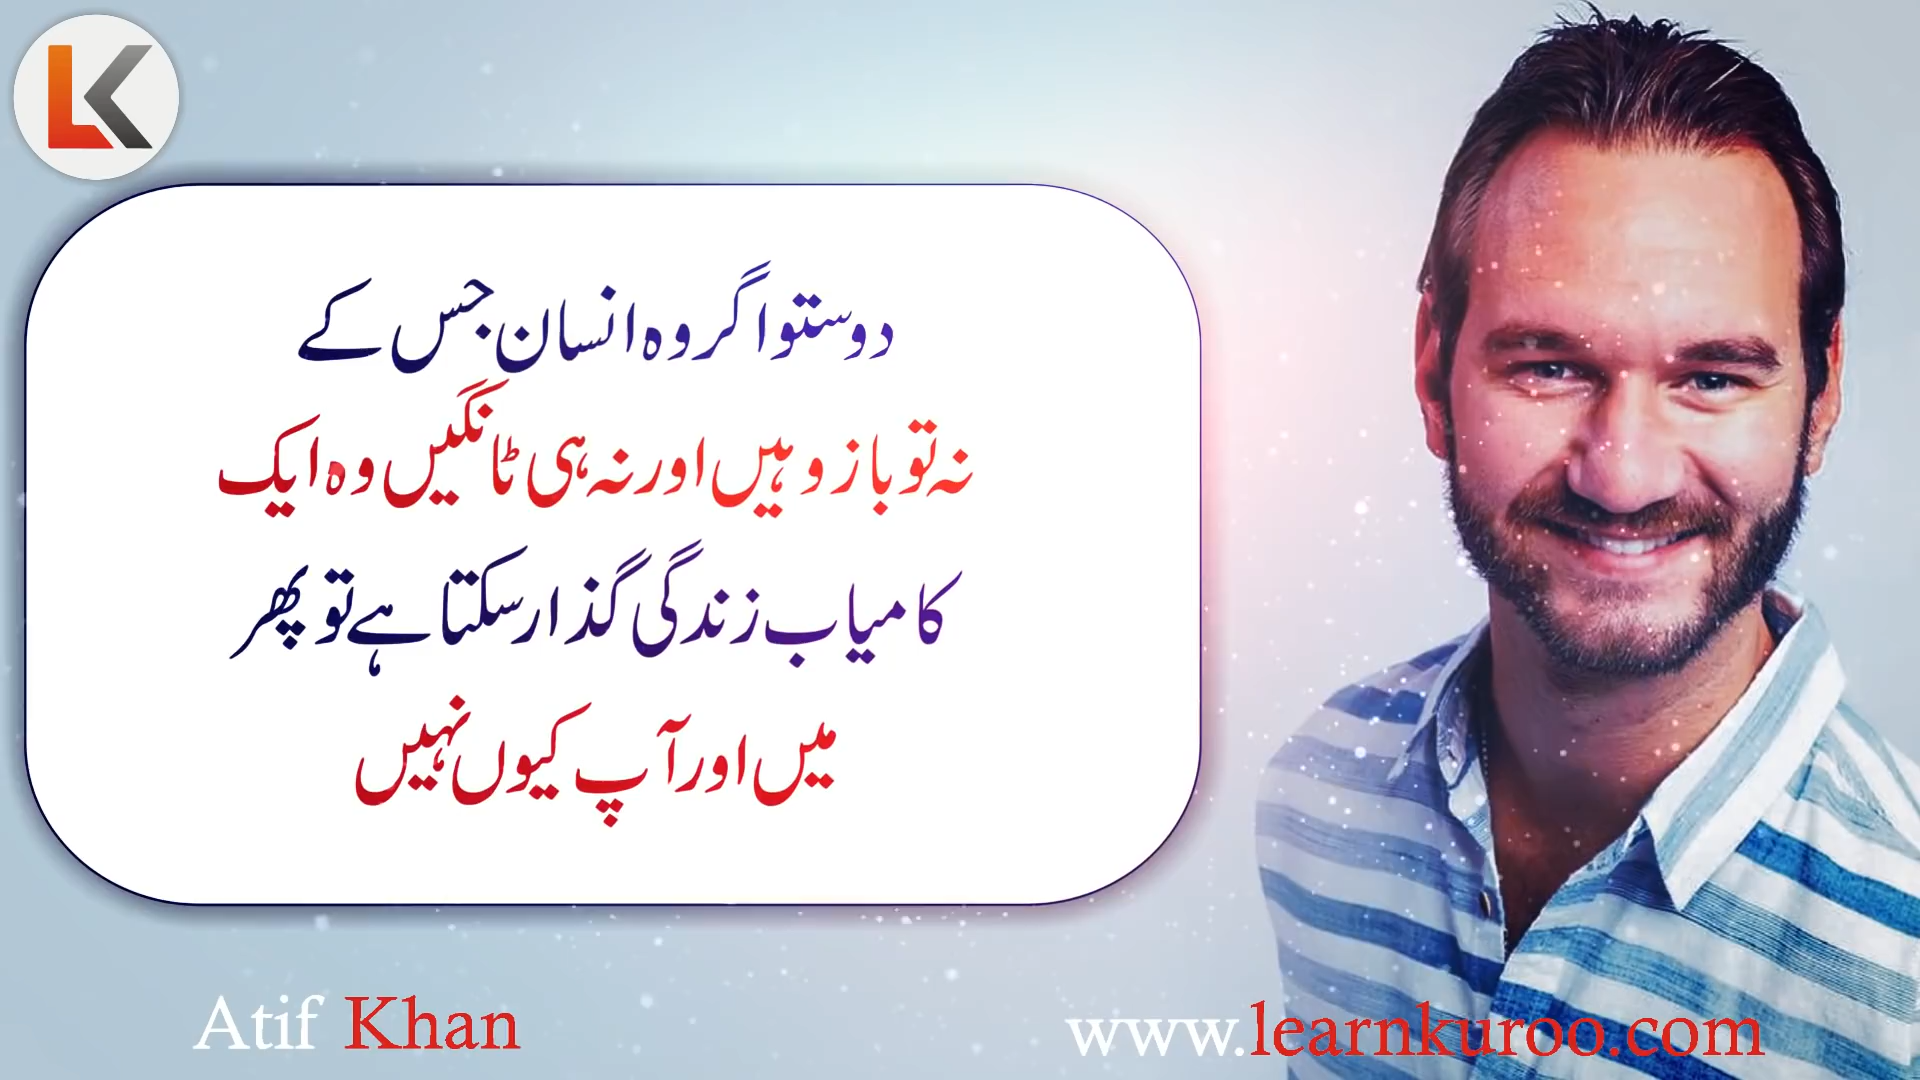 LK
دوستو اگر وہ انسان جس کے
نہ تو بازو ہیں اور نہ ہی ٹانگیں وہ ایک
کامیاب زندگی گذار سکتا ہے تو پھر
میں اور آپ کیوں نہیں
Atif Khan
www.learnkuroo.com